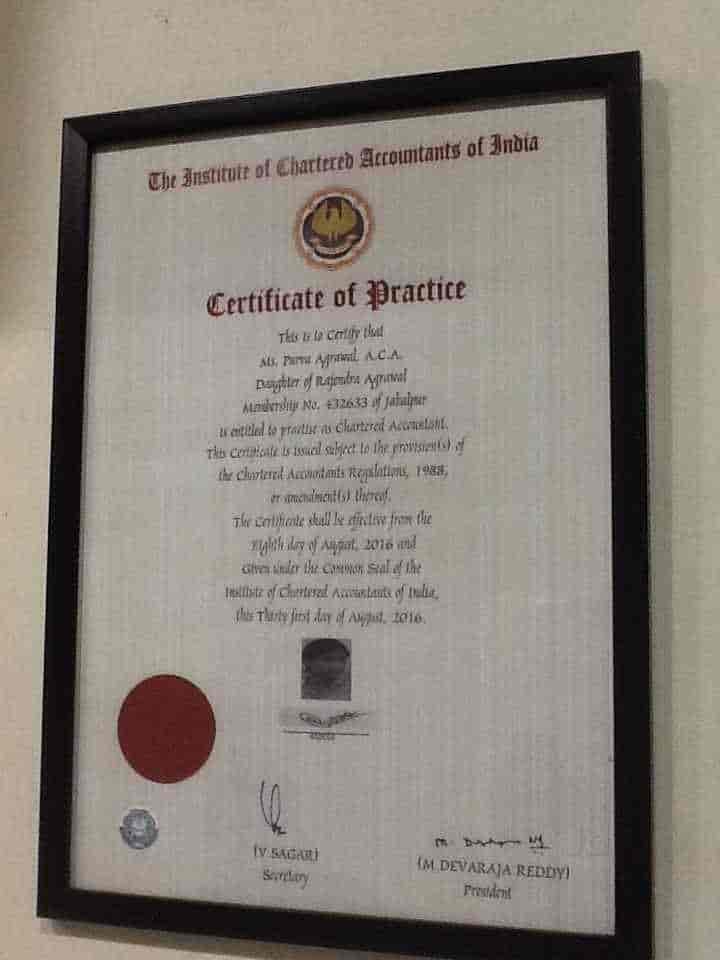 The Institute of Chartered Accountants of India
Certificate of Practice
This is to Certify that
Ms. Purva Agrawal, A.C.A.
Daughter of Rajendra Agrawal
Membership No. 432633 of Jabalpur
is entitled to practise as Chartered Accountant.
This Certificate is issued subject to the provision(s) of
the Chartered Accountants Regulations, 1988,
or amendment(s) thereof.
The Certificate shall be effective from the
Eighth day of August, 2016 and
Given under the Common Seal of the
Institute of Chartered Accountants of India,
this Thirty first day of August, 2016.
(V. SAGAR)
Secretary
(M. DEVARAJA REDDY)
President